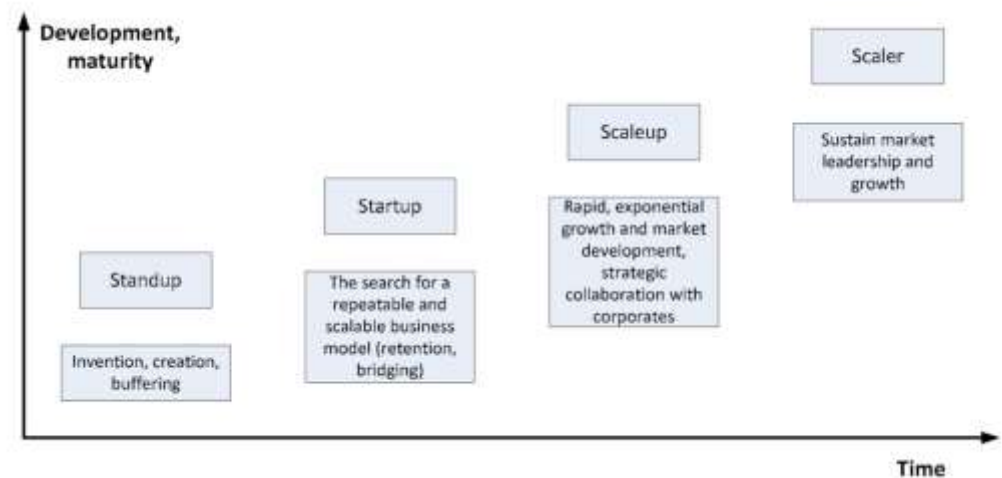 Development,
maturity
Scaler
Sustain market
leadership and
growth
Scaleup
Rapid, exponential
growth and market
development,
strategic
collaboration with
corporates
Startup
The search for a
repeatable and
scalable business
model (retention,
bridging)
Standup
Invention, creation,
buffering
Time